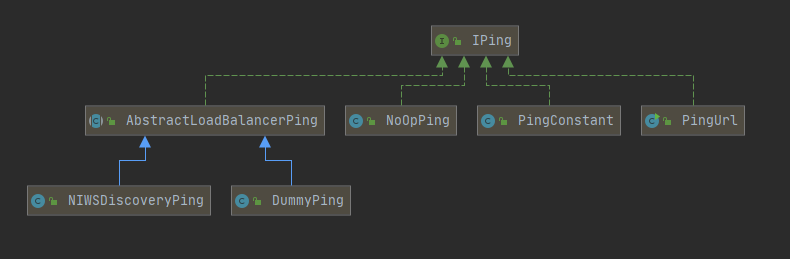 IPing
AbstractLoadBalancerPing
NoOpPing
PingConstant
PingUrl
NIWSDiscoveryPing
DummyPing